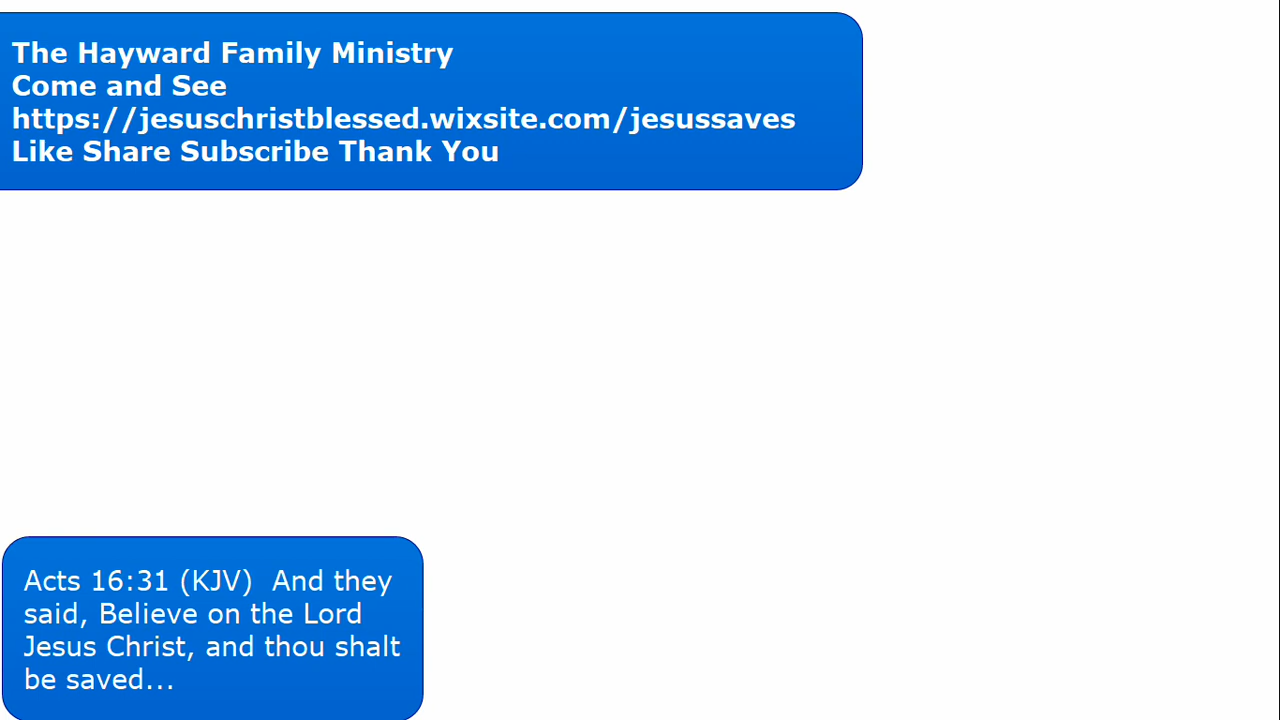 The Hayward Family Ministry
Come and See
https://jesuschristblessed.wixsite.com/jesussaves
Like Share Subscribe Thank You
Acts 16:31 (KJV)  And they
said, Believe on the Lord
Jesus Christ, and thou shalt
be saved...